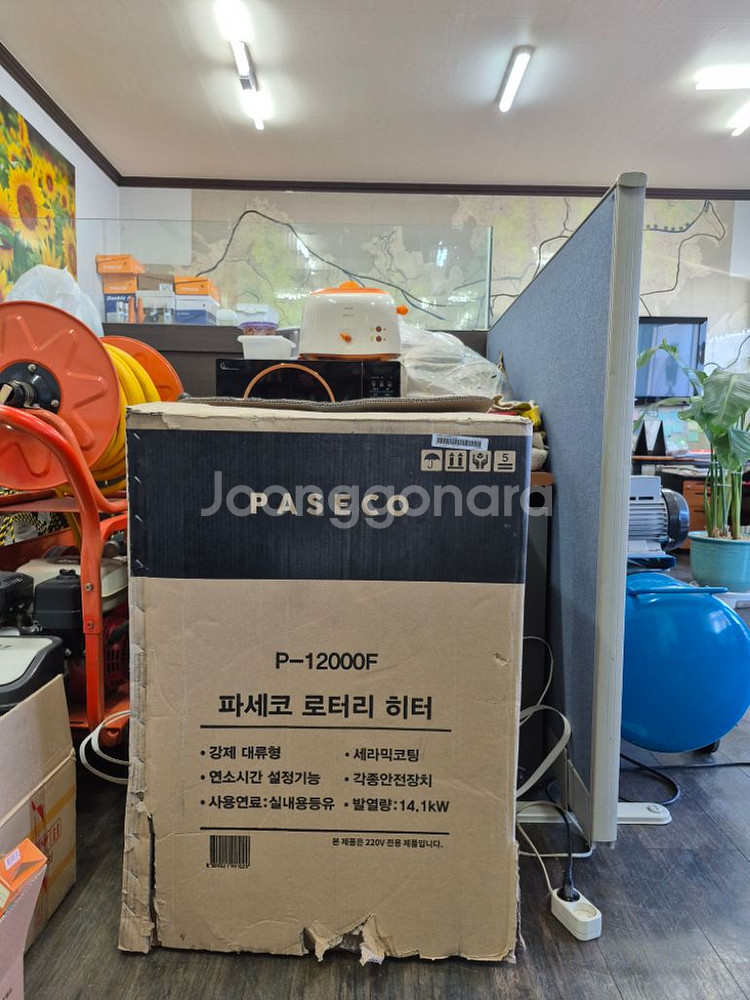 Joonggonara
PASECO
5
P-12000F
파세코 로터리 히터
• 강제 대류형 • 세라믹코팅
• 연소시간 설정기능 • 각종안전장치
• 사용연료:실내용등유 • 발열량:14.1kW
본 제품은 220V 전용 제품입니다.